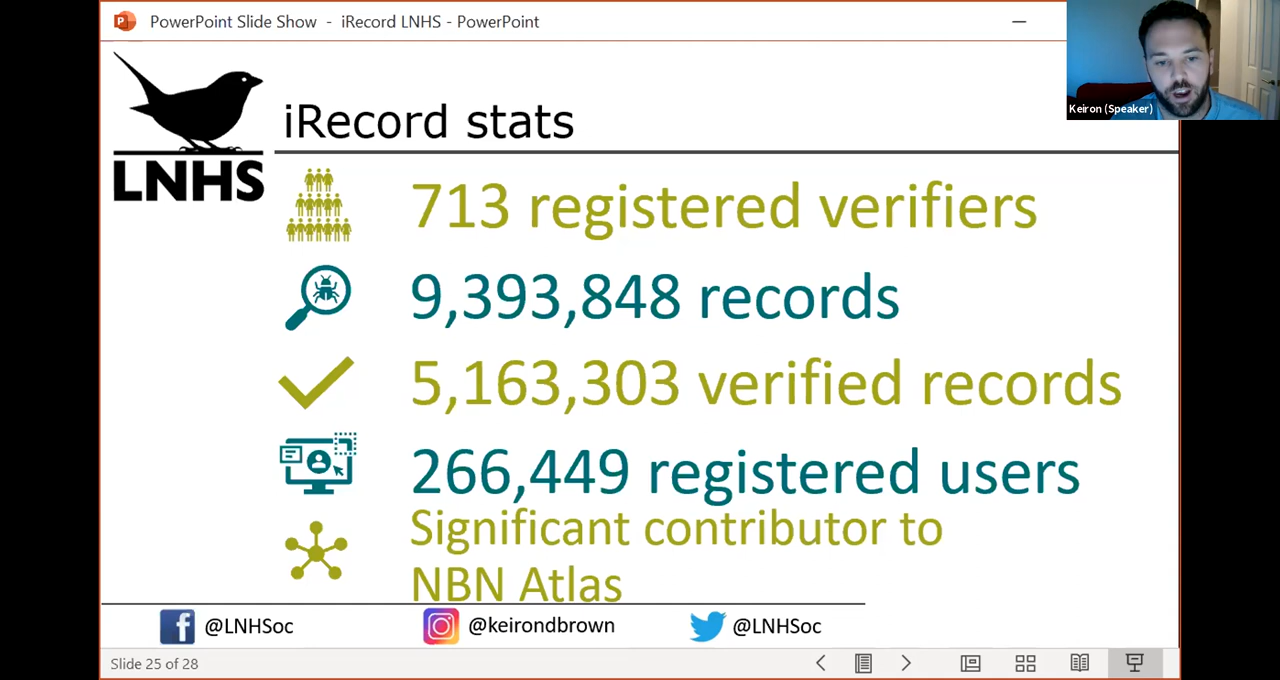 PowerPoint Slide Show - iRecord LNHS - PowerPoint
Keiron (Speaker)
LNHS
iRecord stats
713 registered verifiers
9,393,848 records
5,163,303 verified records
266,449 registered users
Significant contributor to
NBN Atlas
@LNHSoc
@keirondbrown
@LNHSoc
Slide 25 of 28